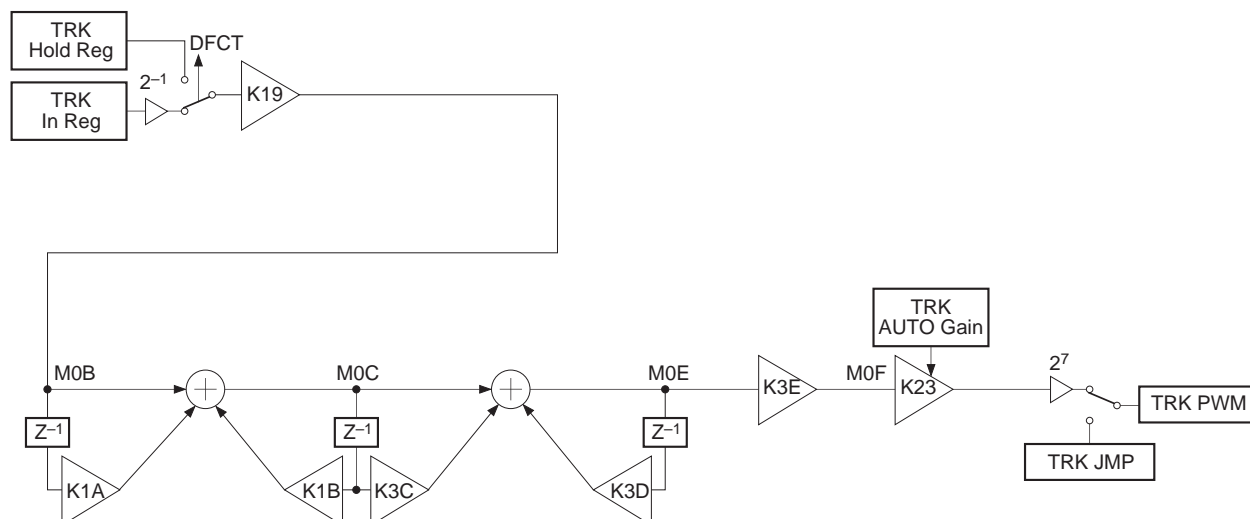 TRK
Hold Reg
DFCT
2⁻¹
TRK
In Reg
K19
TRK
AUTO Gain
M0B
M0C
M0E
K3E
M0F
K23
2⁷
TRK PWM
Z⁻¹
Z⁻¹
Z⁻¹
TRK JMP
K1A
K1B
K3C
K3D